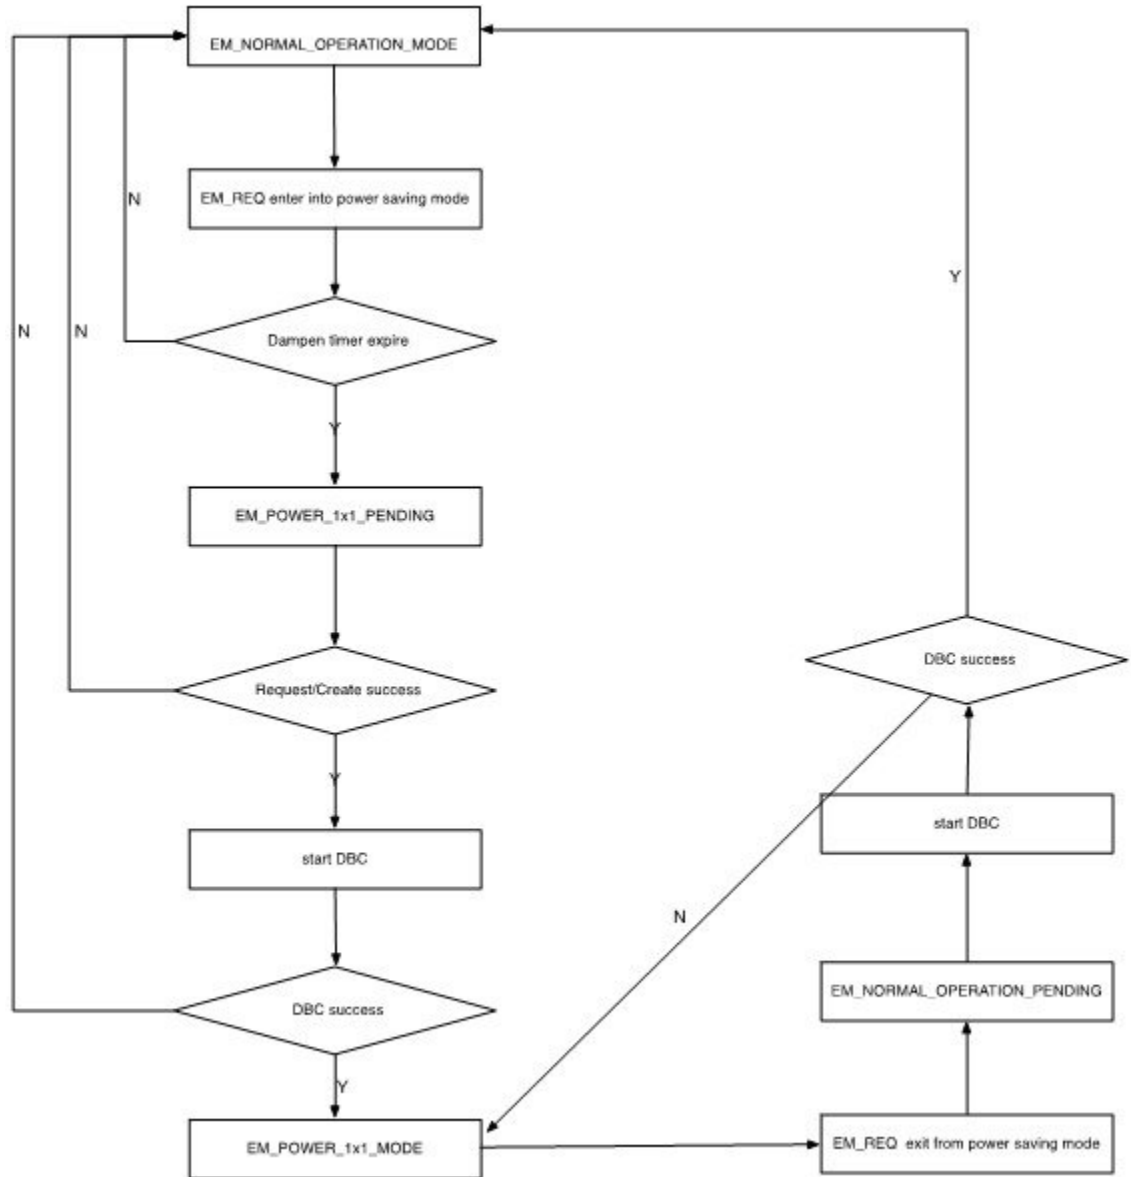 EM_NORMAL_OPERATION_MODE
EM_REQ enter into power saving mode
N
Y
N
N
Dampen timer expire
Y
EM_POWER_1x1_PENDING
DBC success
Request/Create success
Y
start DBC
start DBC
N
EM_NORMAL_OPERATION_PENDING
DBC success
Y
EM_POWER_1x1_MODE
EM_REQ exit from power saving mode